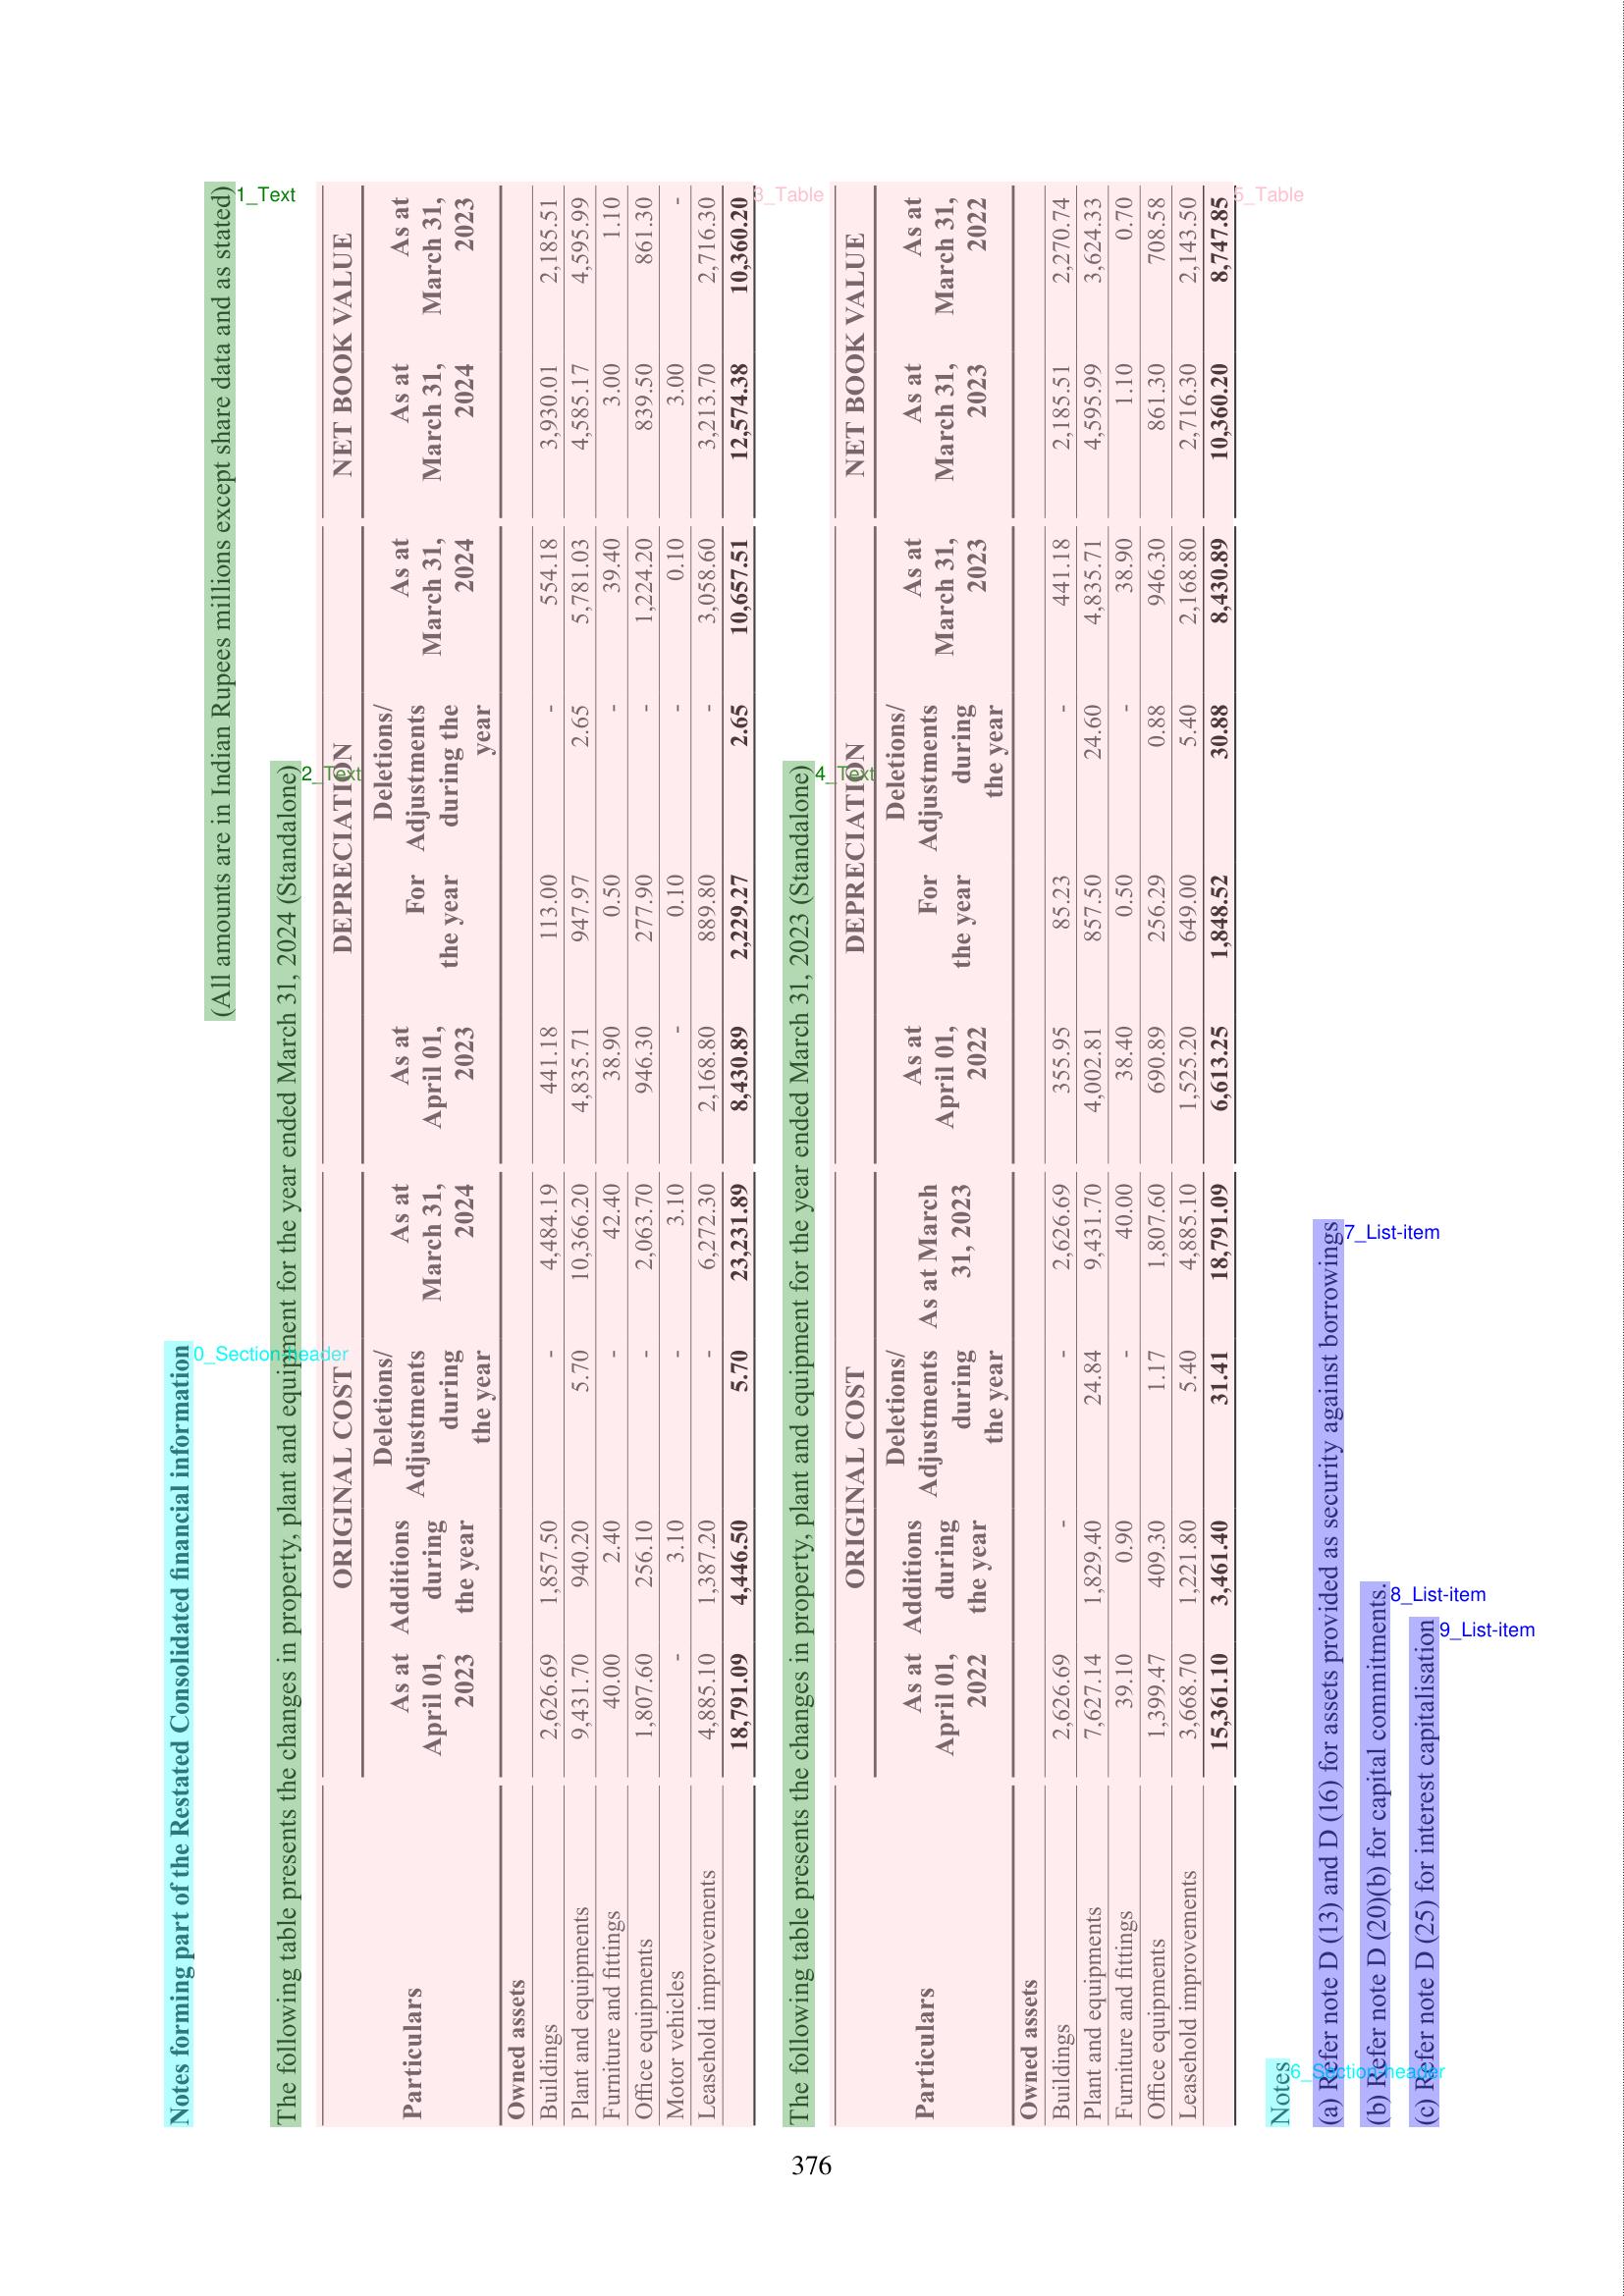 Notes forming part of the Restated Consolidated financial information
0_Section-header
(All amounts are in Indian Rupees millions except share data and as stated)
1_Text
The following table presents the changes in property, plant and equipment for the year ended March 31, 2024 (Standalone)
2_Text
3_Table
Particulars ORIGINAL COST DEPRECIATION NET BOOK VALUE
As at April 01, 2023 Additions during the year Deletions/ Adjustments during the year As at March 31, 2024 As at April 01, 2023 For the year Deletions/ Adjustments during the year As at March 31, 2024 As at March 31, 2024 As at March 31, 2023
Owned assets
Buildings 2,626.69 1,857.50 - 4,484.19 441.18 113.00 - 554.18 3,930.01 2,185.51
Plant and equipments 9,431.70 940.20 5.70 10,366.20 4,835.71 947.97 2.65 5,781.03 4,585.17 4,595.99
Furniture and fittings 40.00 2.40 - 42.40 38.90 0.50 - 39.40 3.00 1.10
Office equipments 1,807.60 256.10 - 2,063.70 946.30 277.90 - 1,224.20 839.50 861.30
Motor vehicles - 3.10 - 3.10 - 0.10 - 0.10 3.00 -
Leasehold improvements 4,885.10 1,387.20 - 6,272.30 2,168.80 889.80 - 3,058.60 3,213.70 2,716.30
18,791.09 4,446.50 5.70 23,231.89 8,430.89 2,229.27 2.65 10,657.51 12,574.38 10,360.20
The following table presents the changes in property, plant and equipment for the year ended March 31, 2023 (Standalone)
4_Text
5_Table
Particulars ORIGINAL COST DEPRECIATION NET BOOK VALUE
As at April 01, 2022 Additions during the year Deletions/ Adjustments during the year As at March 31, 2023 As at April 01, 2022 For the year Deletions/ Adjustments during the year As at March 31, 2023 As at March 31, 2023 As at March 31, 2022
Owned assets
Buildings 2,626.69 - - 2,626.69 355.95 85.23 - 441.18 2,185.51 2,270.74
Plant and equipments 7,627.14 1,829.40 24.84 9,431.70 4,002.81 857.50 24.60 4,835.71 4,595.99 3,624.33
Furniture and fittings 39.10 0.90 - 40.00 38.40 0.50 - 38.90 1.10 0.70
Office equipments 1,399.47 409.30 1.17 1,807.60 690.89 256.29 0.88 946.30 861.30 708.58
Leasehold improvements 3,668.70 1,221.80 5.40 4,885.10 1,525.20 649.00 5.40 2,168.80 2,716.30 2,143.50
15,361.10 3,461.40 31.41 18,791.09 6,613.25 1,848.52 30.88 8,430.89 10,360.20 8,747.85
Notes
6_Section-header
(a) Refer note D (13) and D (16) for assets provided as security against borrowings
7_List-item
(b) Refer note D (20)(b) for capital commitments.
8_List-item
(c) Refer note D (25) for interest capitalisation
9_List-item
376